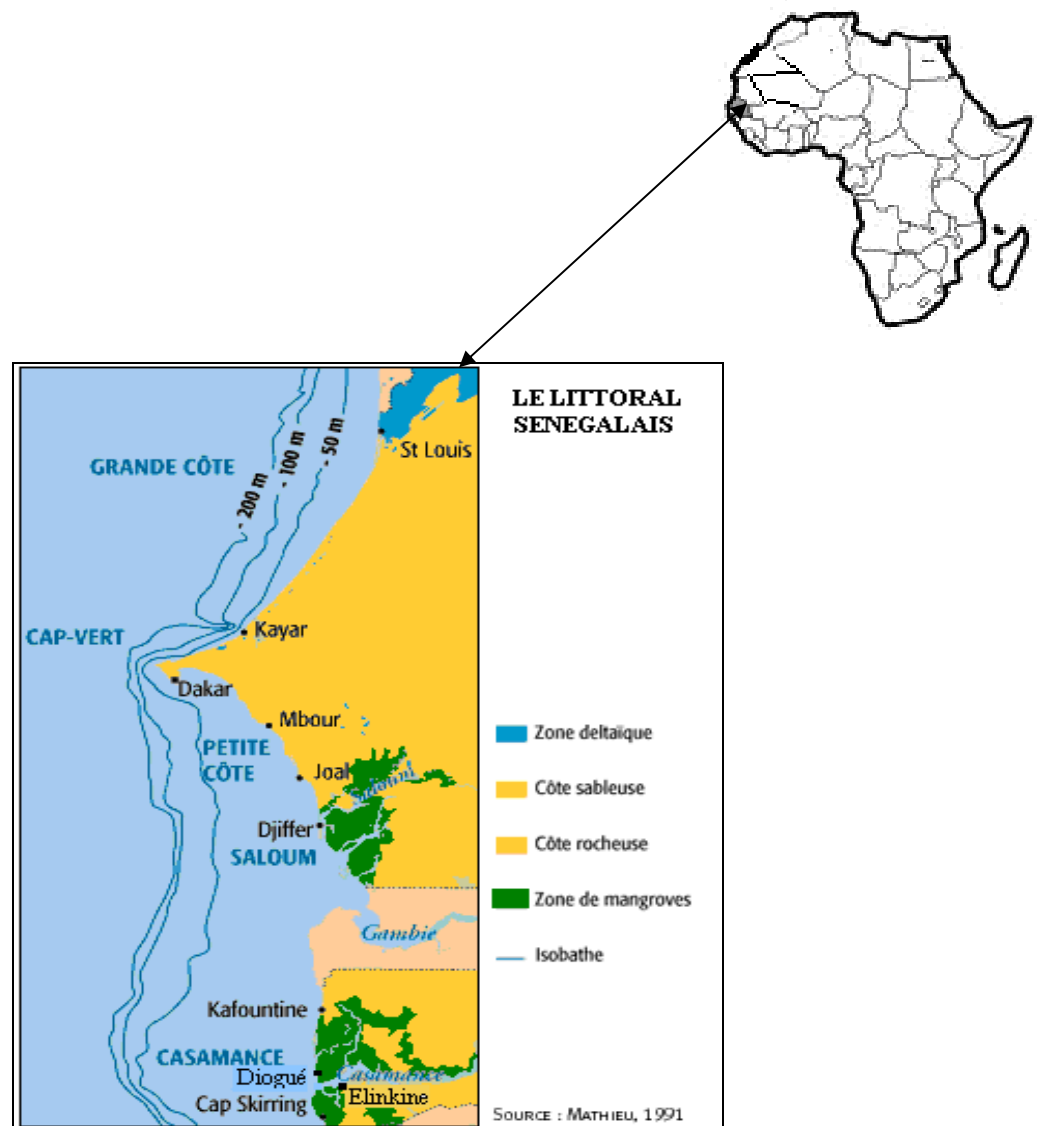 LE LITTORAL
SENEGALAIS
St Louis
- 50 m
- 100 m
- 200 m
GRANDE CÔTE
CAP-VERT
Kayar
Dakar
Mbour
PETITE
CÔTE
Joal
Saloum
Djiffer
SALOUM
Gambie
Kafountine
CASAMANCE
Diogué
Casamance
Elinkine
Cap Skirring
Zone deltaïque
Côte sableuse
Côte rocheuse
Zone de mangroves
Isobathe
SOURCE : MATHIEU, 1991